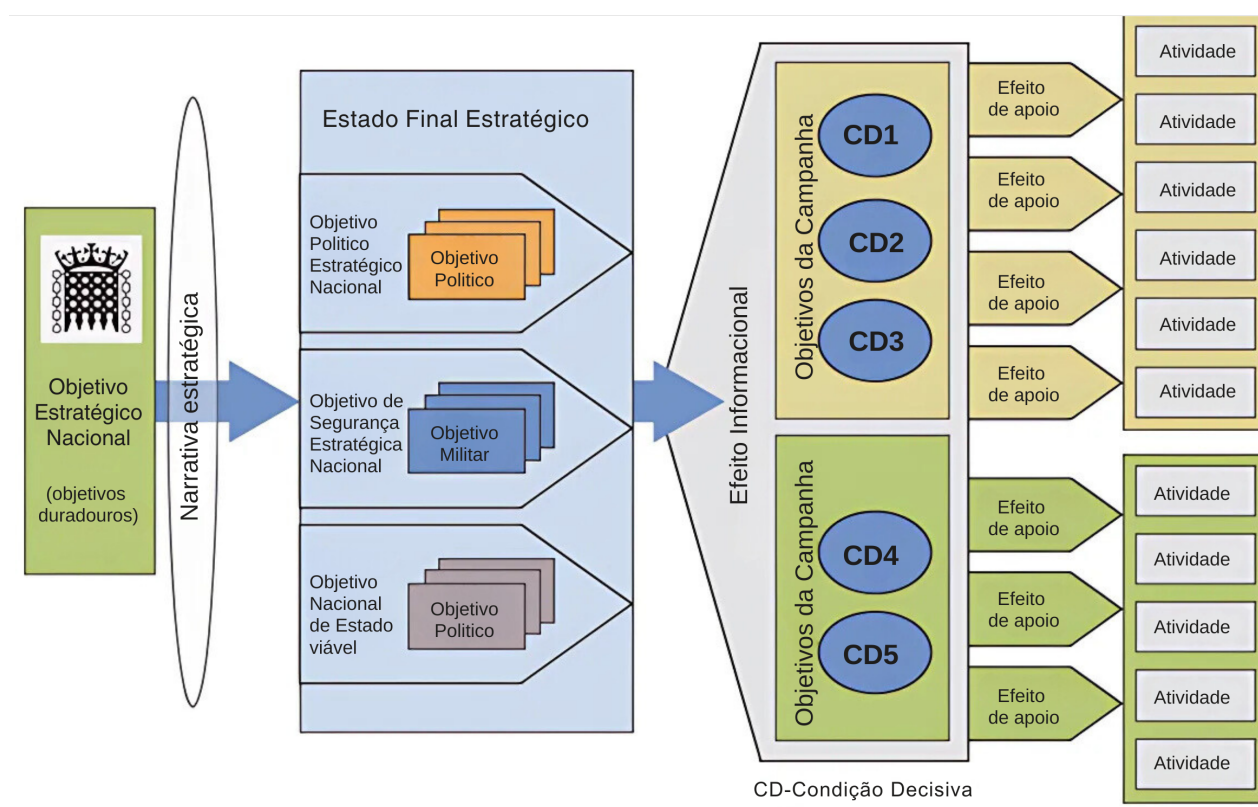 Objetivo
Estratégico
Nacional
(objetivos
duradouros)
Narrativa estratégica
Estado Final Estratégico
Objetivo
Politico
Estratégico
Nacional
Objetivo
Politico
Objetivo de
Segurança
Estratégica
Nacional
Objetivo
Militar
Objetivo
Nacional
de Estado
viável
Objetivo
Politico
Efeito Informacional
Objetivos da Campanha
CD1
CD2
CD3
Objetivos da Campanha
CD4
CD5
Efeito
de apoio
Efeito
de apoio
Efeito
de apoio
Efeito
de apoio
Efeito
de apoio
Efeito
de apoio
Efeito
de apoio
Atividade
Atividade
Atividade
Atividade
Atividade
Atividade
Atividade
Atividade
Atividade
Atividade
Atividade
CD-Condição Decisiva